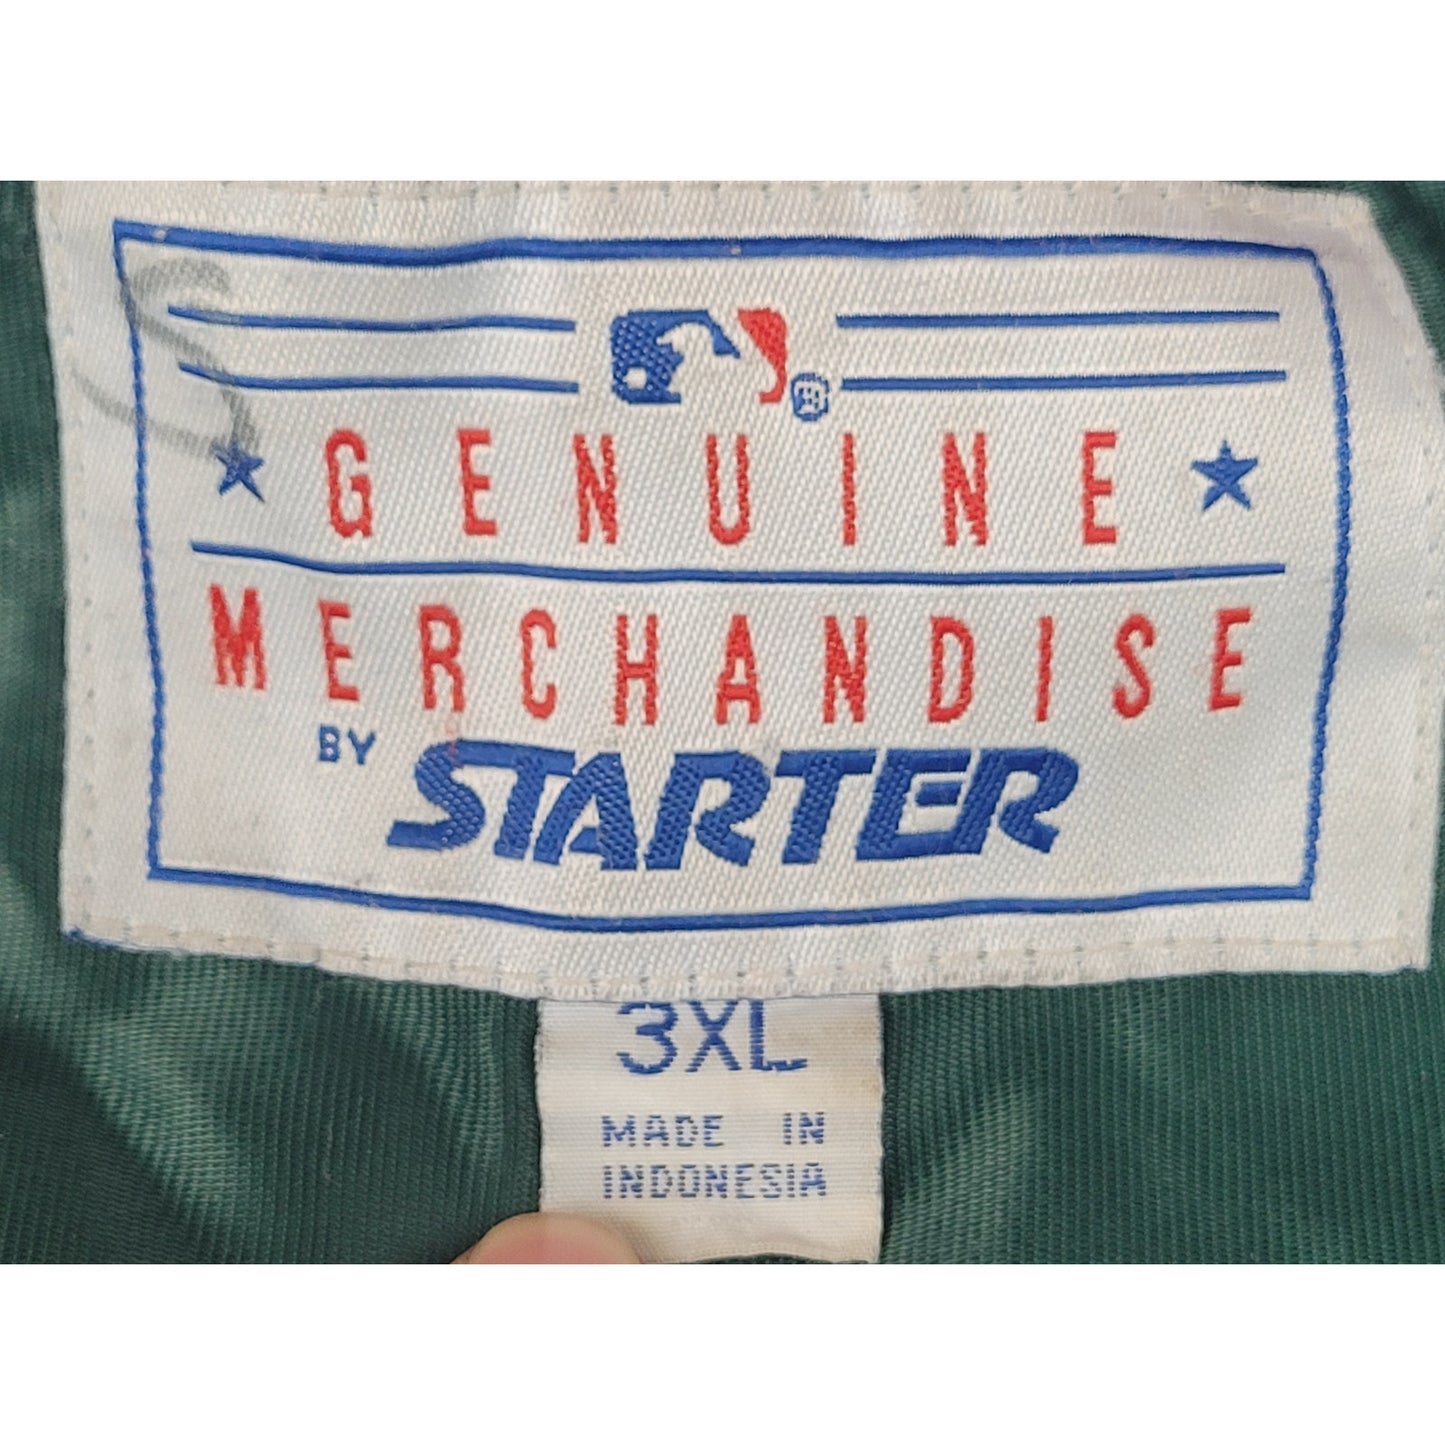 GENUINE
MERCHANDISE
BY STARTER
3XL
MADE IN
INDONESIA